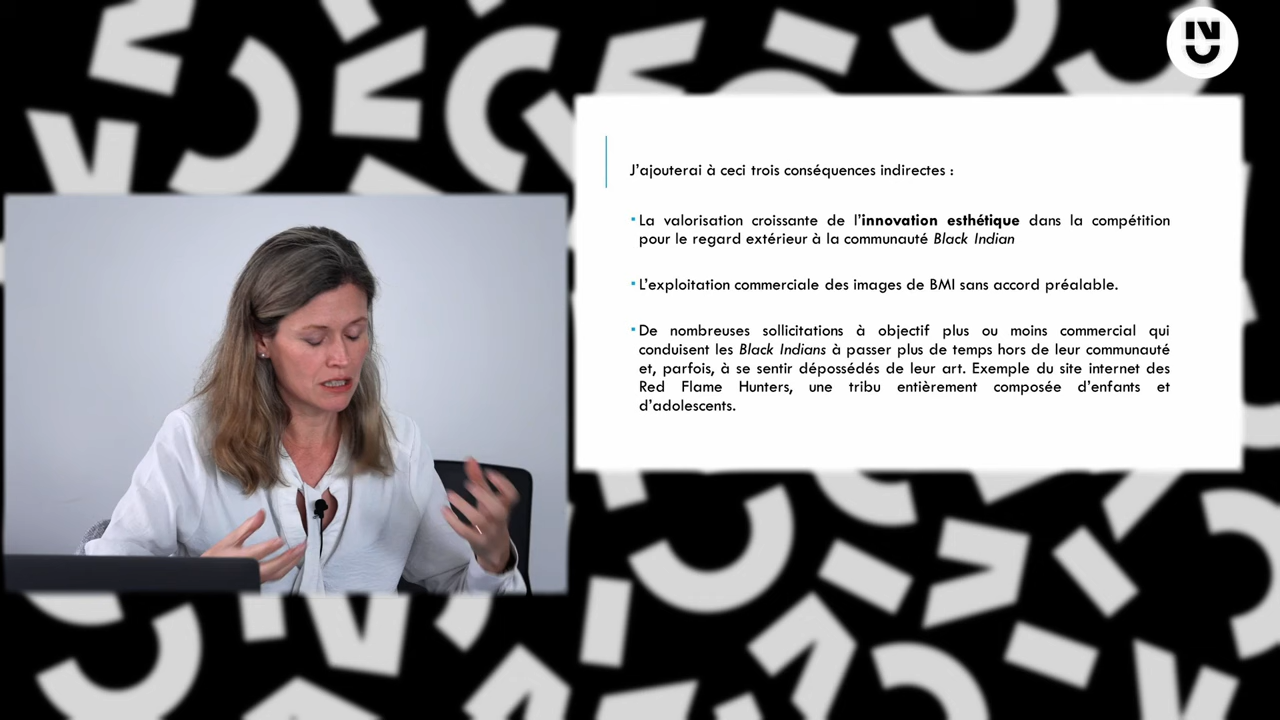 J'ajouterai à ceci trois conséquences indirectes :
La valorisation croissante de l'innovation esthétique dans la compétition
pour le regard extérieur à la communauté Black Indian
L'exploitation commerciale des images de BMI sans accord préalable.
De nombreuses sollicitations à objectif plus ou moins commercial qui
conduisent les Black Indians à passer plus de temps hors de leur communauté
et, parfois, à se sentir dépossédés de leur art. Exemple du site internet des
Red Flame Hunters, une tribu entièrement composée d'enfants et
d'adolescents.